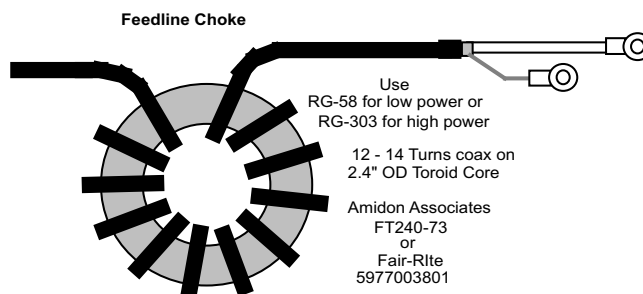 Feedline Choke
Use
RG-58 for low power or
RG-303 for high power
12 - 14 Turns coax on
2.4" OD Toroid Core
Amidon Associates
FT240-73
or
Fair-RIte
5977003801